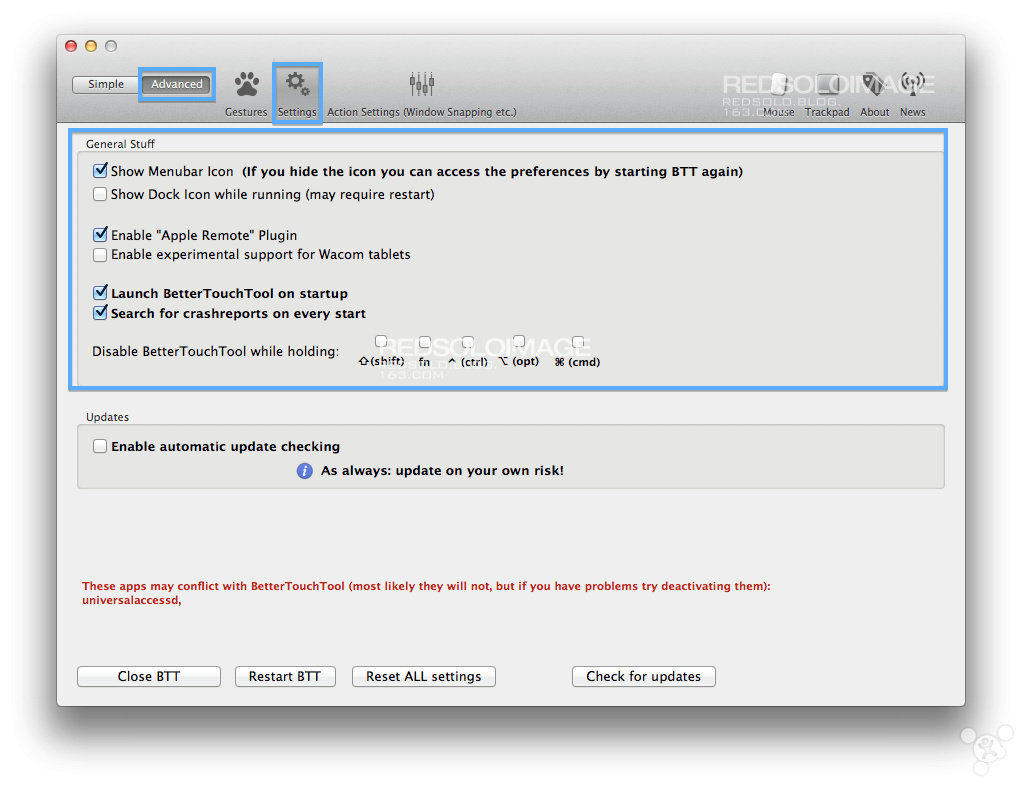 Simple
Advanced
Gestures
Settings
Action Settings (Window Snapping etc.)
REDSOLOIMAGE
REDSOLO.BLOG.
163.COM
Mouse
Trackpad
About
News
General Stuff
Show Menubar Icon (If you hide the icon you can access the preferences by starting BTT again)
Show Dock Icon while running (may require restart)
Enable "Apple Remote" Plugin
Enable experimental support for Wacom tablets
Launch BetterTouchTool on startup
Search for crashreports on every start
REDSOLOIMAGE
Disable BetterTouchTool while holding:
⇧(shift) fn ^ (ctrl) ⌥ (opt) ⌘ (cmd)
163.COM
Updates
Enable automatic update checking
As always: update on your own risk!
These apps may conflict with BetterTouchTool (most likely they will not, but if you have problems try deactivating them):
universalaccessd,
Close BTT
Restart BTT
Reset ALL settings
Check for updates